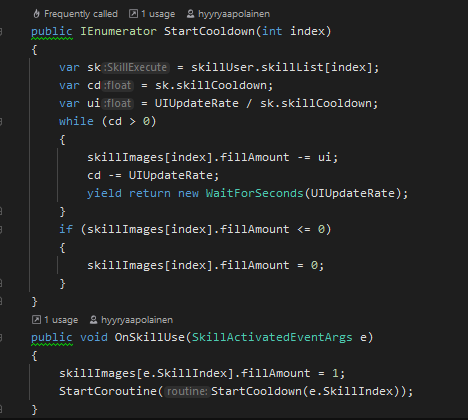 Frequently called 1 usage hyyryaapolainen
public IEnumerator StartCooldown(int index)
{
var sk :SkillExecute = skillUser.skillList[index];
var cd :float = sk.skillCooldown;
var ui :float = UIUpdateRate / sk.skillCooldown;
while (cd > 0)
{
skillImages[index].fillAmount -= ui;
cd -= UIUpdateRate;
yield return new WaitForSeconds(UIUpdateRate);
}
if (skillImages[index].fillAmount <= 0)
{
skillImages[index].fillAmount = 0;
}
}
1 usage hyyryaapolainen
public void OnSkillUse(SkillActivatedEventArgs e)
{
skillImages[e.SkillIndex].fillAmount = 1;
StartCoroutine( routine: StartCooldown(e.SkillIndex));
}